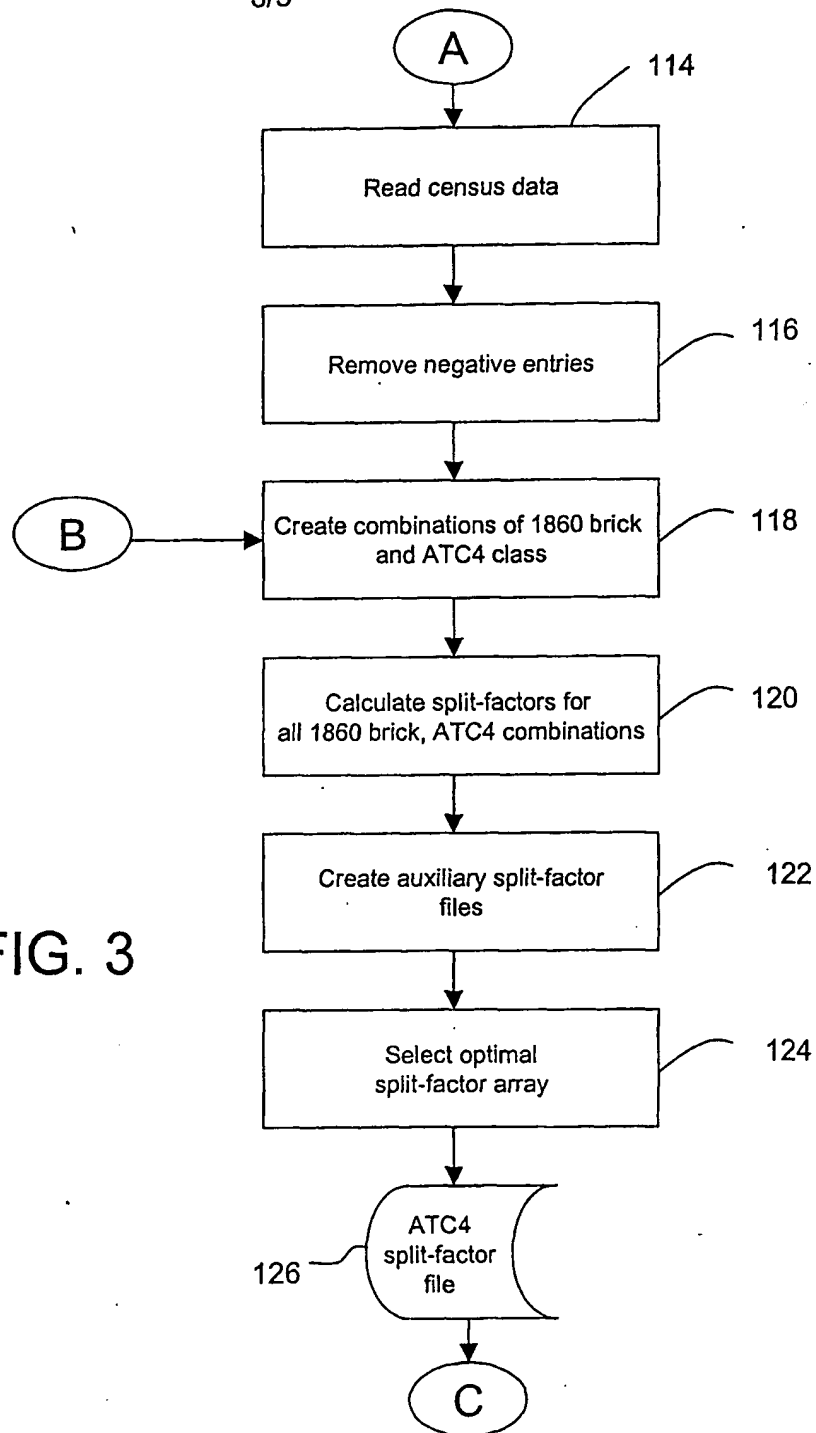 A
114
Read census data
Remove negative entries
116
B
Create combinations of 1860 brick
and ATC4 class
118
Calculate split-factors for
all 1860 brick, ATC4 combinations
120
Create auxiliary split-factor
files
122
FIG. 3
Select optimal
split-factor array
124
ATC4
split-factor
file
126
C